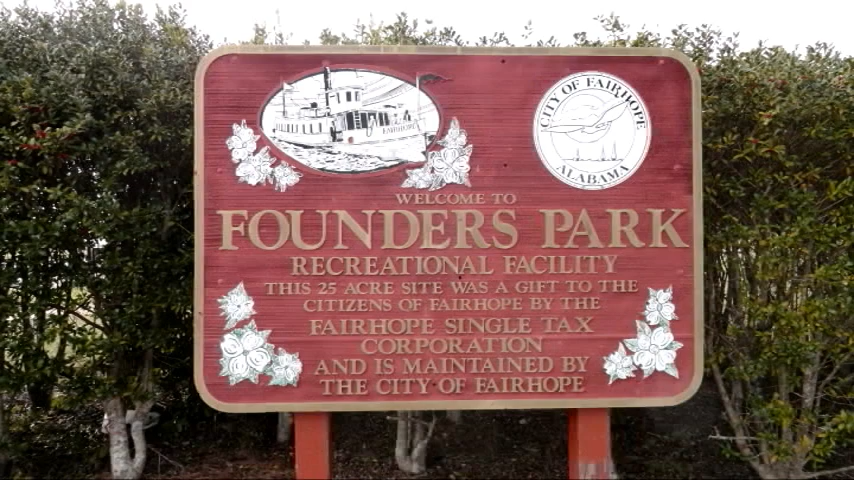 FAIRHOPE
CITY OF FAIRHOPE
ALABAMA
WELCOME TO
FOUNDERS PARK
RECREATIONAL FACILITY
THIS 25 ACRE SITE WAS A GIFT TO THE
CITIZENS OF FAIRHOPE BY THE
FAIRHOPE SINGLE TAX
CORPORATION
AND IS MAINTAINED BY
THE CITY OF FAIRHOPE